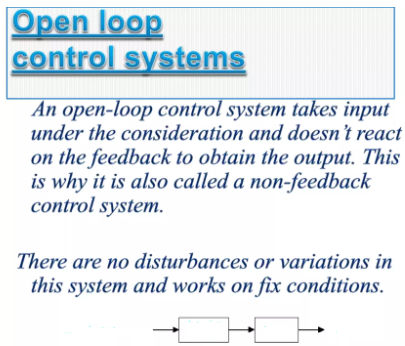 Open loop
control systems
An open-loop control system takes input
under the consideration and doesn't react
on the feedback to obtain the output. This
is why it is also called a non-feedback
control system.
There are no disturbances or variations in
this system and works on fix conditions.